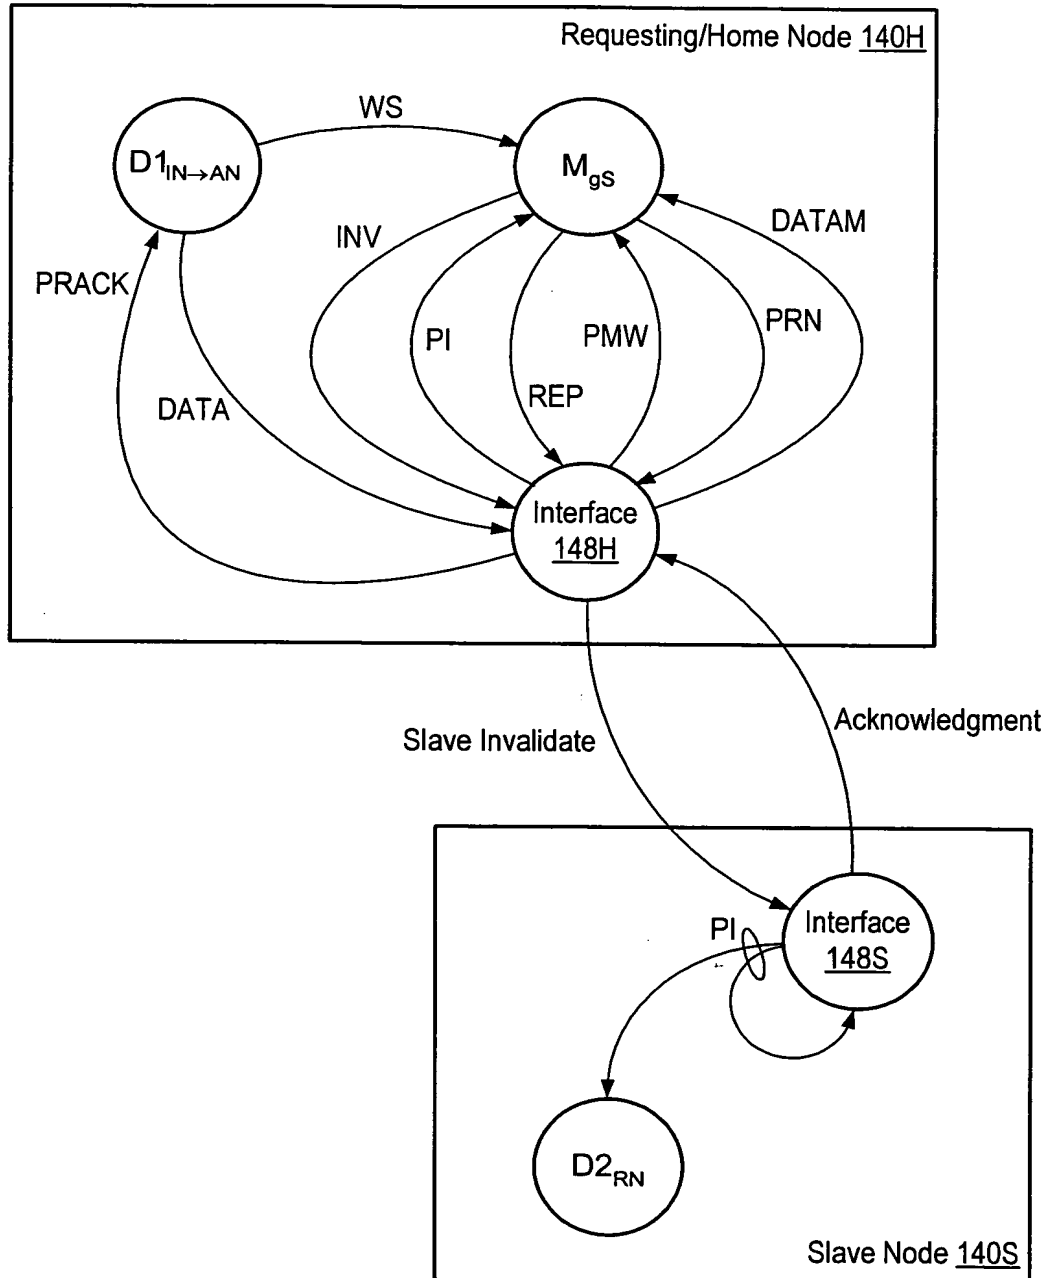 Requesting/Home Node 140H
WS
D1IN→AN
MgS
DATAM
INV
PRACK
PI
PMW
PRN
REP
DATA
Interface
148H
Slave Invalidate
Acknowledgment
PI
Interface
148S
D2RN
Slave Node 140S